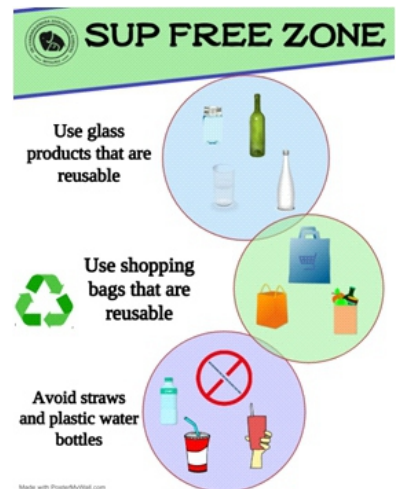 SUP FREE ZONE
Use glass
products that are
reusable
Use shopping
bags that are
reusable
Avoid straws
and plastic water
bottles
Made with PosterMyWall.com